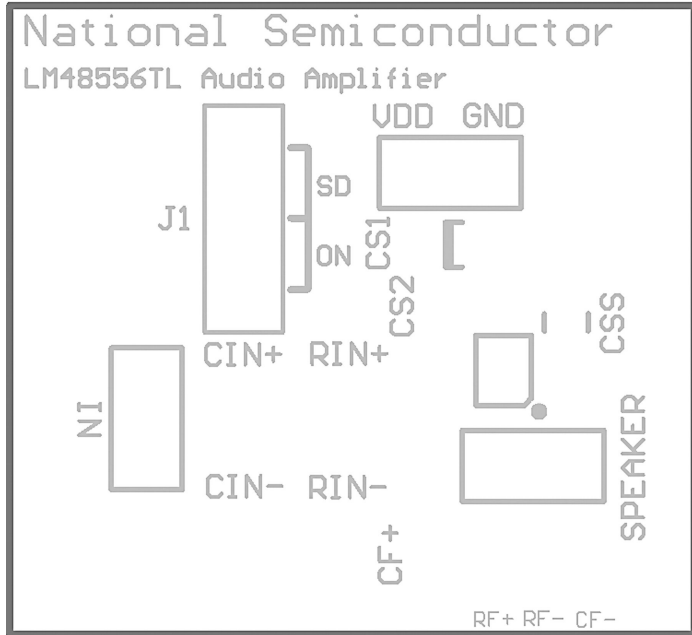 National Semiconductor
LM48556TL Audio Amplifier
VDD GND
SD
J1
ON
CS1
CS2
CSS
CIN+ RIN+
NI
SPEAKER
CIN- RIN-
CF+
RF+ RF- CF-